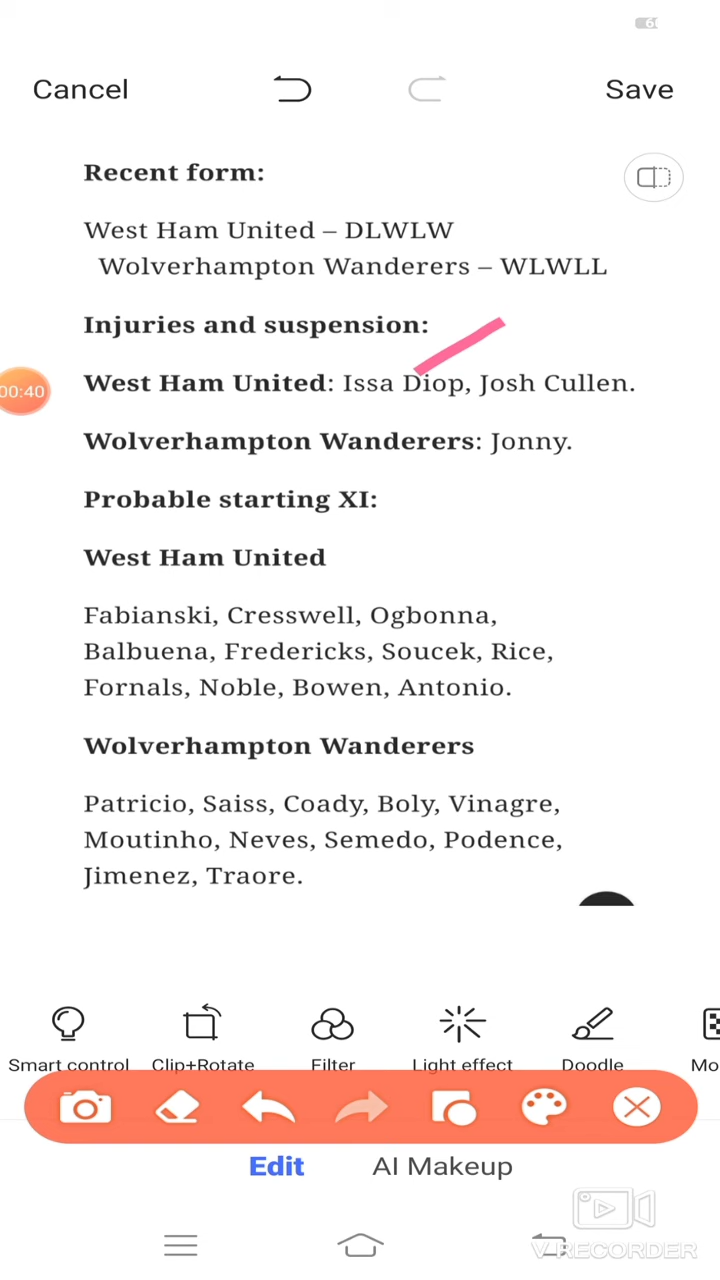 6
Cancel
Save
Recent form:
West Ham United – DLWLW
Wolverhampton Wanderers – WLWLL
Injuries and suspension:
00:40
West Ham United: Issa Diop, Josh Cullen.
Wolverhampton Wanderers: Jonny.
Probable starting XI:
West Ham United
Fabianski, Cresswell, Ogbonna,
Balbuena, Fredericks, Soucek, Rice,
Fornals, Noble, Bowen, Antonio.
Wolverhampton Wanderers
Patricio, Saiss, Coady, Boly, Vinagre,
Moutinho, Neves, Semedo, Podence,
Jimenez, Traore.
Smart control Clip+Rotate Filter Light effect Doodle Mo
Edit AI Makeup
V RECORDER